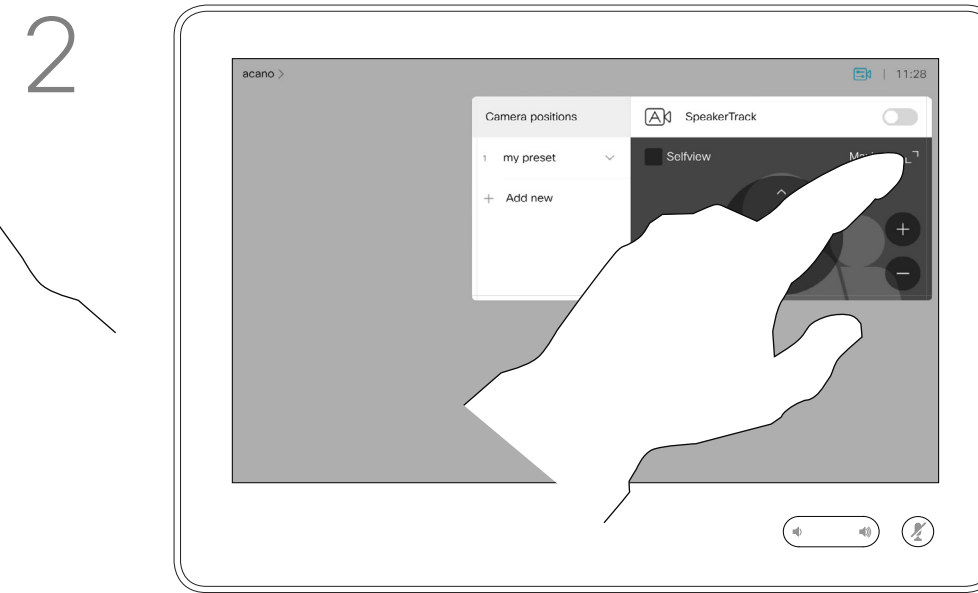 2
acano >
11:28
Camera positions
SpeakerTrack
1 my preset
Selfview
+ Add new